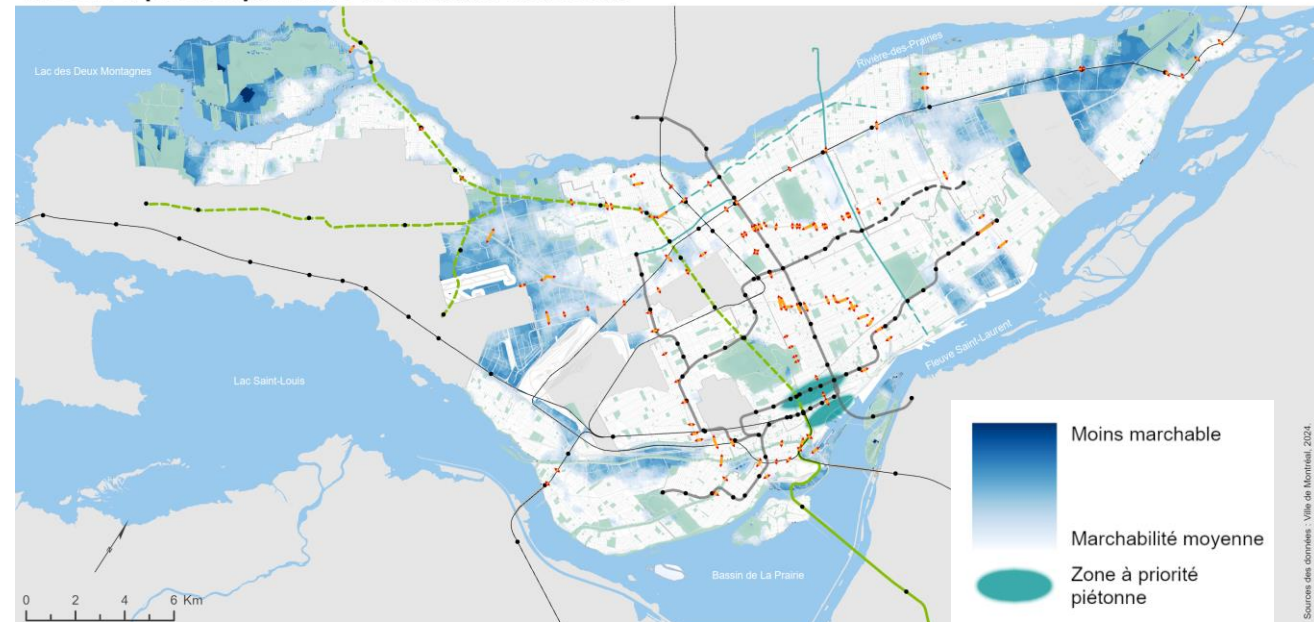 Lac des Deux Montagnes
Rivière-des-Prairies
Fleuve Saint-Laurent
Lac Saint-Louis
Bassin de La Prairie
0 2 4 6 Km
Moins marchable
Marchabilité moyenne
Zone à priorité
piétonne
Sources des données : Ville de Montréal, 2024.